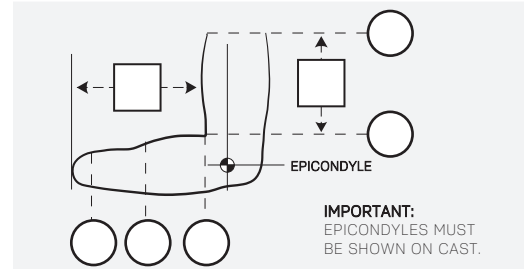 EPICONDYLE
IMPORTANT:
EPICONDYLES MUST
BE SHOWN ON CAST.